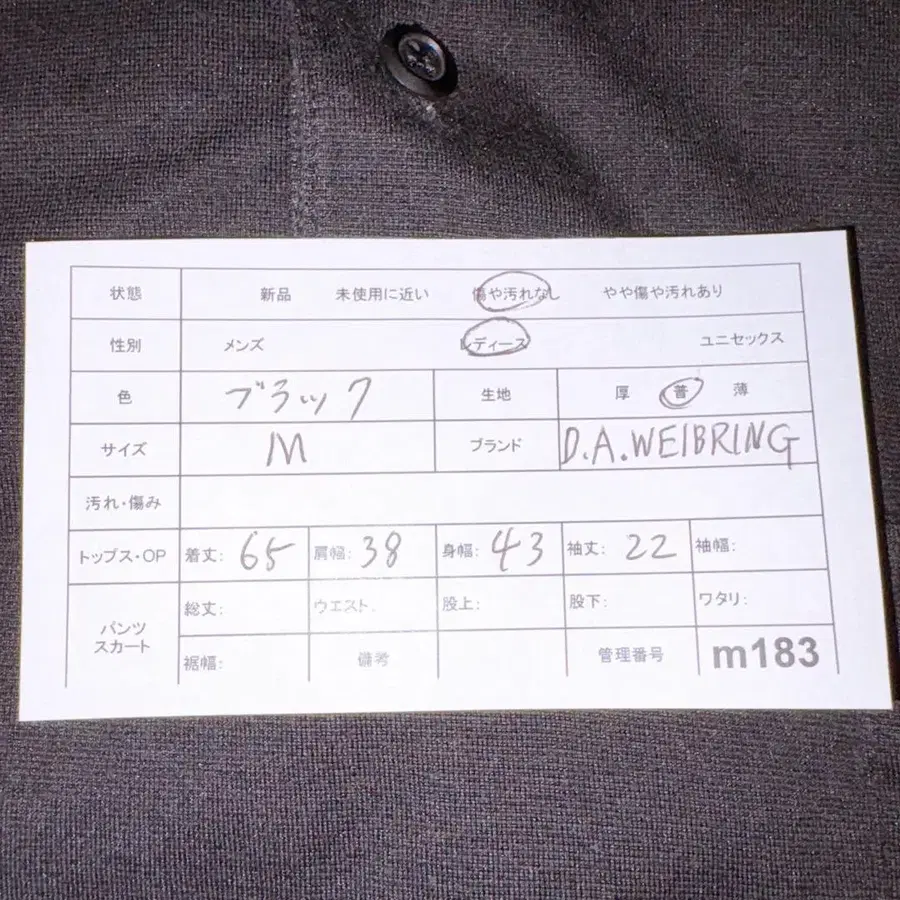 状態 新品 未使用に近い 傷や汚れなし やや傷や汚れあり
性別 メンズ レディース ユニセックス
色 ブラック 生地 厚 普 薄
サイズ M ブランド D.A.WEIBRING
汚れ・傷み
トップス・OP 着丈: 65 肩幅: 38 身幅: 43 袖丈: 22 袖幅:
パンツ スカート 総丈: ウエスト: 股上: 股下: ワタリ:
裾幅: 備考 管理番号 m183